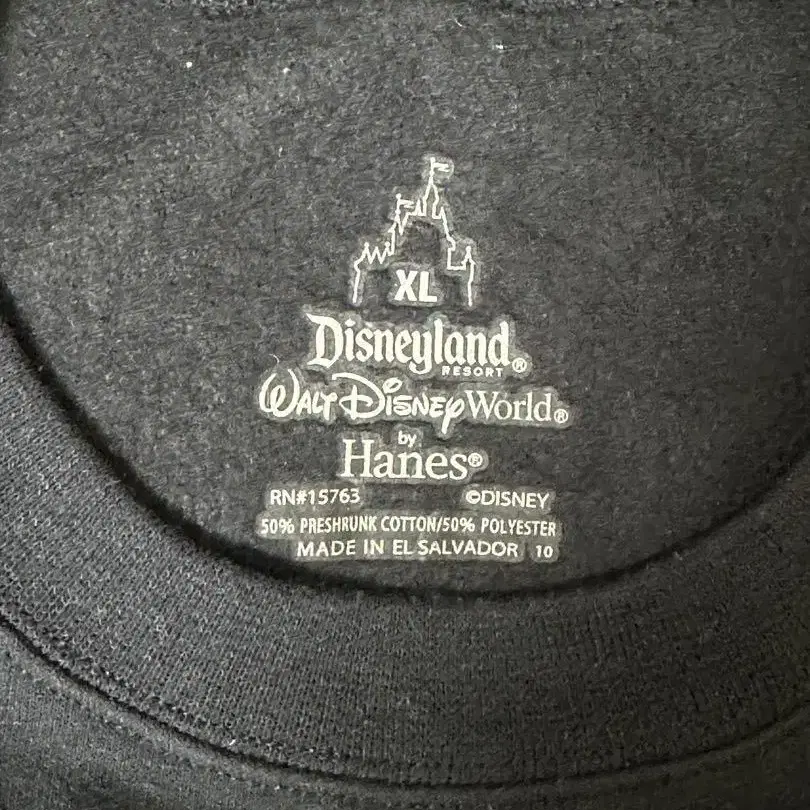 XL
Disneyland®
RESORT
WALT DISNEY World®
by
Hanes®
RN#15763 ©DISNEY
50% PRESHRUNK COTTON/50% POLYESTER
MADE IN EL SALVADOR 10